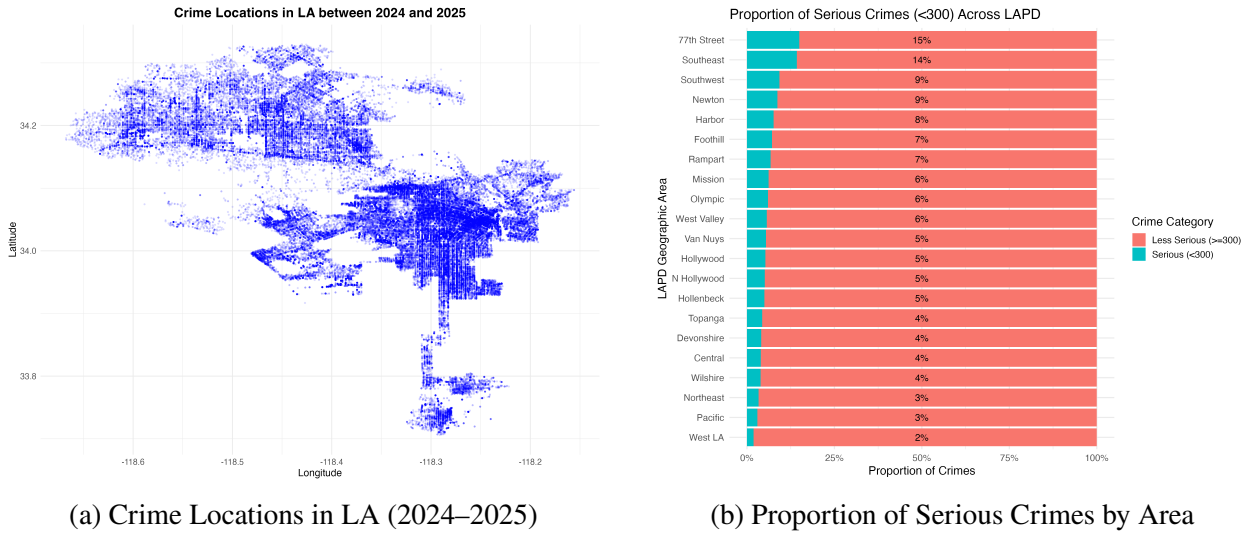 Crime Locations in LA between 2024 and 2025
34.2
34.0
33.8
Latitude
-118.6
-118.5
-118.4
-118.3
-118.2
Longitude
(a) Crime Locations in LA (2024–2025)
Proportion of Serious Crimes (<300) Across LAPD
LAPD Geographic Area
77th Street 15%
Southeast 14%
Southwest 9%
Newton 9%
Harbor 8%
Foothill 7%
Rampart 7%
Mission 6%
Olympic 6%
West Valley 6%
Van Nuys 5%
Hollywood 5%
N Hollywood 5%
Hollenbeck 5%
Topanga 4%
Devonshire 4%
Central 4%
Wilshire 4%
Northeast 3%
Pacific 3%
West LA 2%
0% 25% 50% 75% 100%
Proportion of Crimes
Crime Category
Less Serious (>=300)
Serious (<300)
(b) Proportion of Serious Crimes by Area